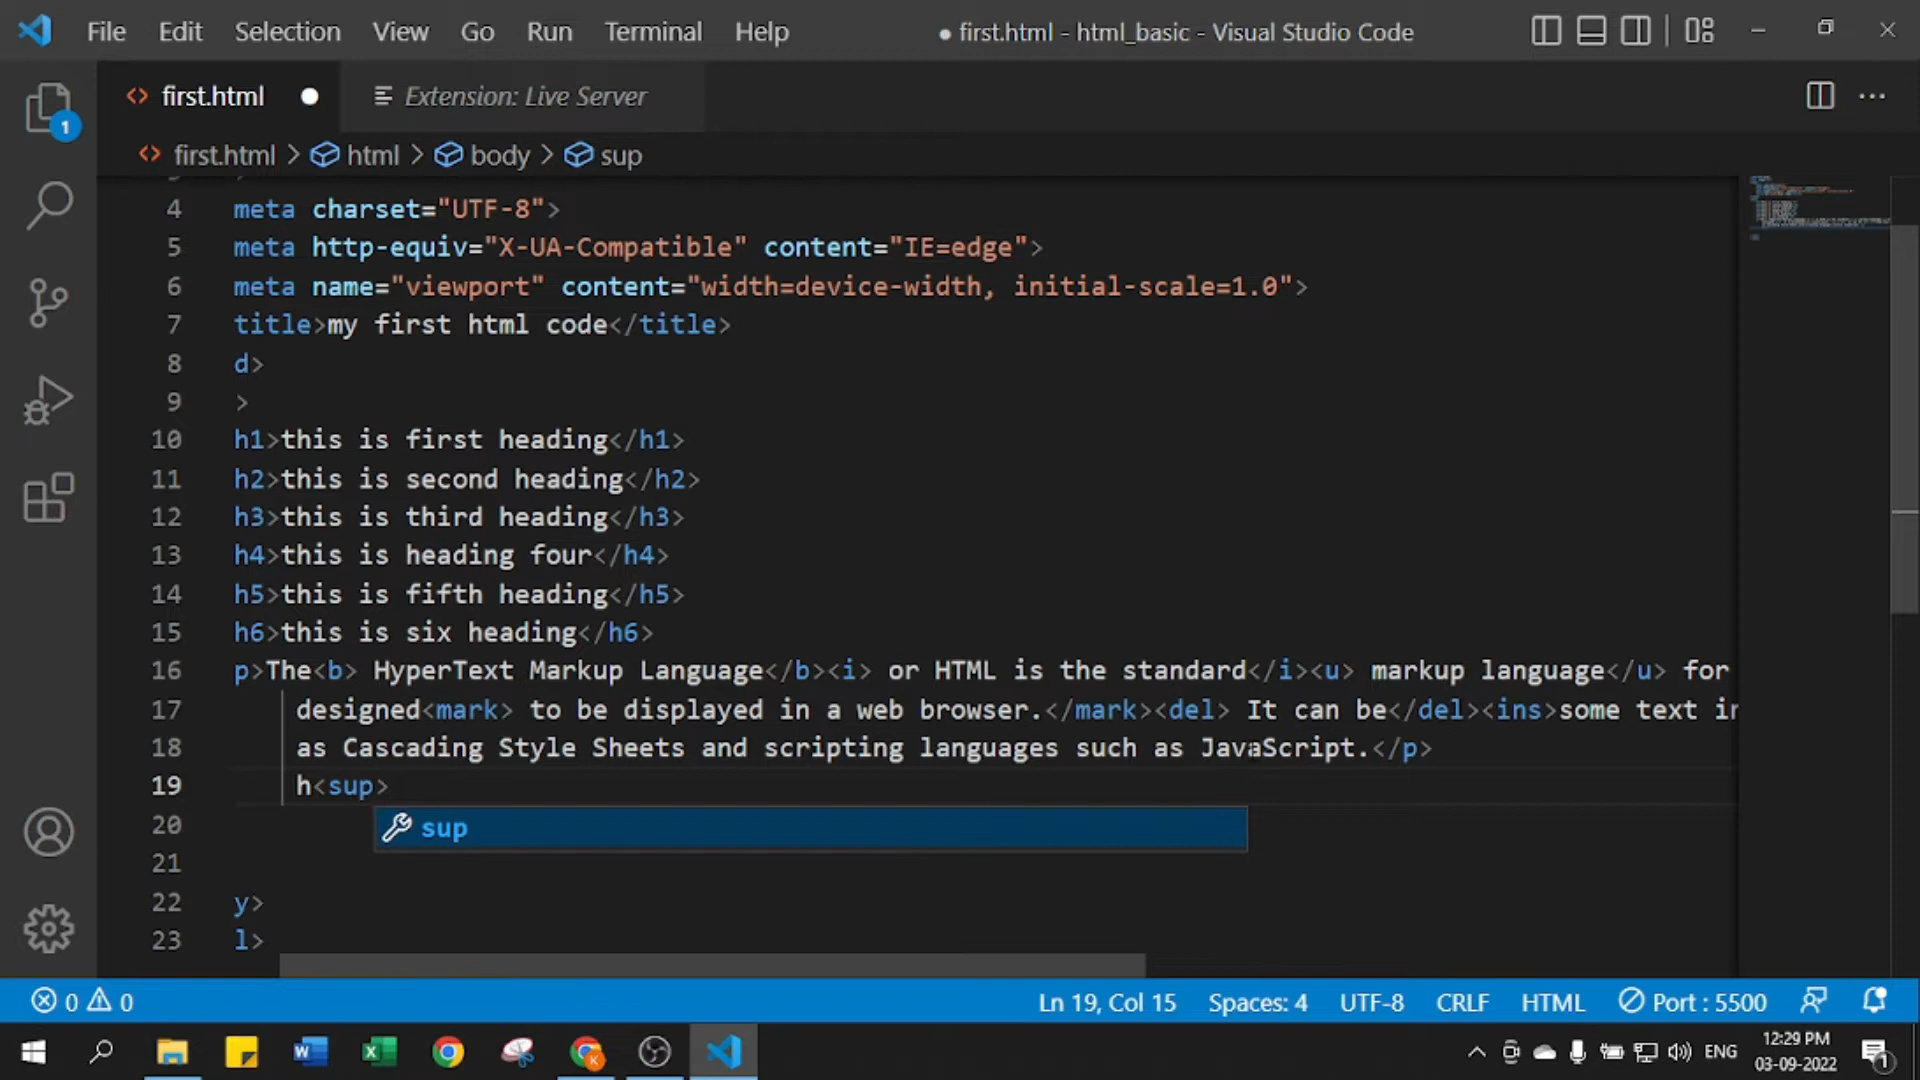 File Edit Selection View Go Run Terminal Help
● first.html - html_basic - Visual Studio Code
<> first.html ● Extension: Live Server
1
<> first.html > html > body > sup
4 meta charset="UTF-8">
5 meta http-equiv="X-UA-Compatible" content="IE=edge">
6 meta name="viewport" content="width=device-width, initial-scale=1.0">
7 title>my first html code</title>
8 d>
9 >
10 h1>this is first heading</h1>
11 h2>this is second heading</h2>
12 h3>this is third heading</h3>
13 h4>this is heading four</h4>
14 h5>this is fifth heading</h5>
15 h6>this is six heading</h6>
16 p>The<b> HyperText Markup Language</b><i> or HTML is the standard</i><u> markup language</u> for
17 designed<mark> to be displayed in a web browser.</mark><del> It can be</del><ins>some text in
18 as Cascading Style Sheets and scripting languages such as JavaScript.</p>
19 h<sup>
20
sup
21
22 y>
23 l>
0 0 Ln 19, Col 15 Spaces: 4 UTF-8 CRLF HTML Port : 5500
ENG 12:29 PM
03-09-2022
1